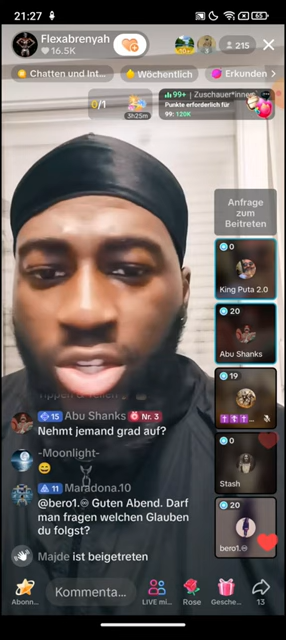 21:27
65
Flexabrenyah
16.5K
215
Chatten und Int...
Wöchentlich
Erkunden
0/1
3h25m
99+ | Zuschauer*innen
Punkte erforderlich für
99: 120K
Anfrage
zum
Beitreten
0
King Puta 2.0
20
Abu Shanks
19
0
Stash
20
bero1.
15 Abu Shanks Nr. 3
Nehmt jemand grad auf?
-Moonlight-
11 Maradona.10
@bero1. Guten Abend. Darf
man fragen welchen Glauben
du folgst?
Majde ist beigetreten
Abonn...
Kommenta...
LIVE mi...
Rose
Gesche...
13